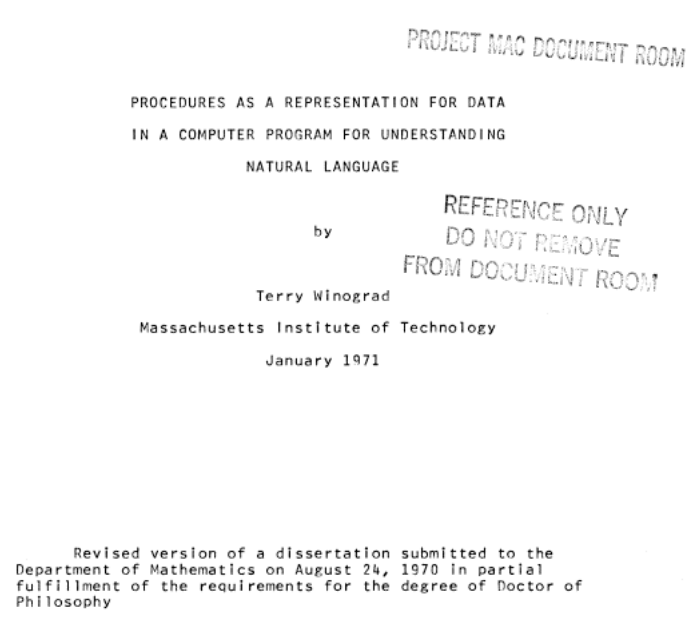 PROJECT MAC DOCUMENT ROOM
PROCEDURES AS A REPRESENTATION FOR DATA
IN A COMPUTER PROGRAM FOR UNDERSTANDING
NATURAL LANGUAGE
REFERENCE ONLY
DO NOT REMOVE
FROM DOCUMENT ROOM
by
Terry Winograd
Massachusetts Institute of Technology
January 1971
Revised version of a dissertation submitted to the
Department of Mathematics on August 24, 1970 in partial
fulfillment of the requirements for the degree of Doctor of
Philosophy